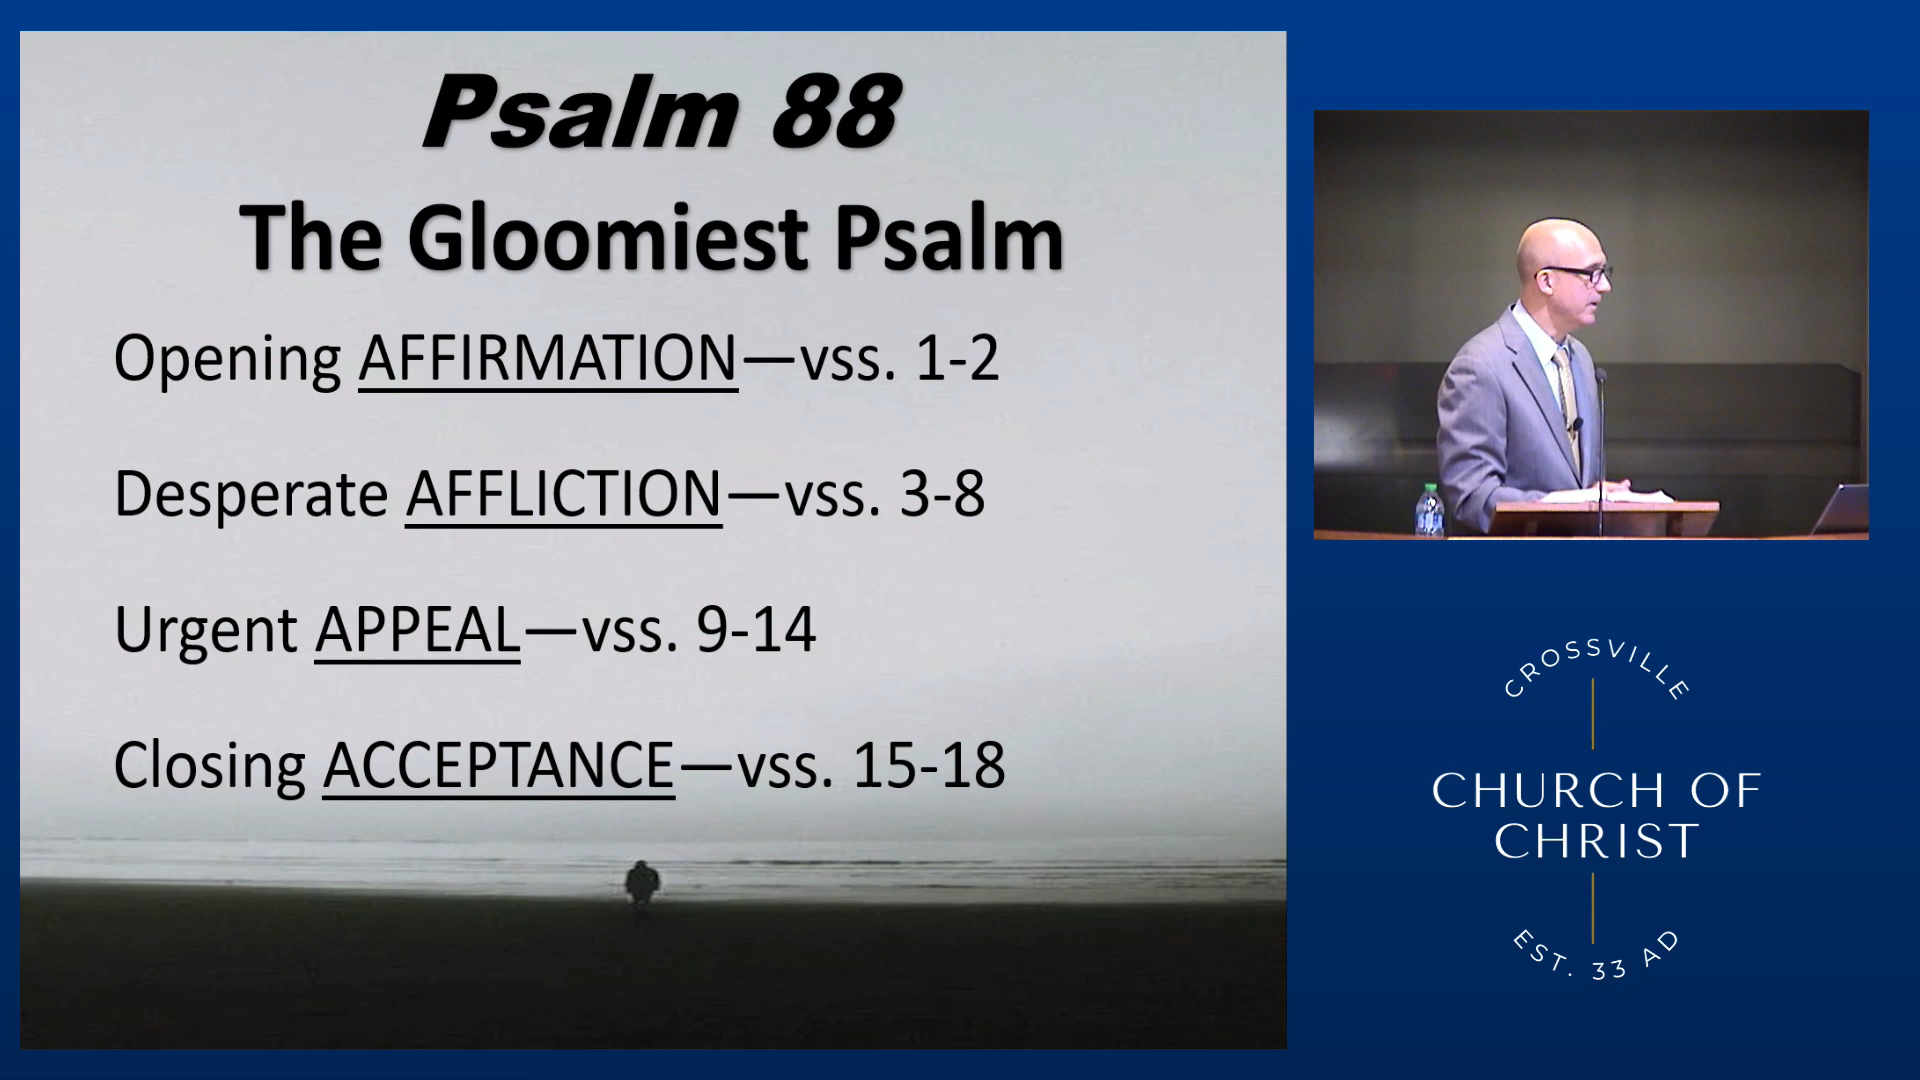 Psalm 88
The Gloomiest Psalm
Opening AFFIRMATION—vss. 1-2
Desperate AFFLICTION—vss. 3-8
Urgent APPEAL—vss. 9-14
Closing ACCEPTANCE—vss. 15-18
CROSSVILLE
CHURCH OF
CHRIST
EST. 33 AD